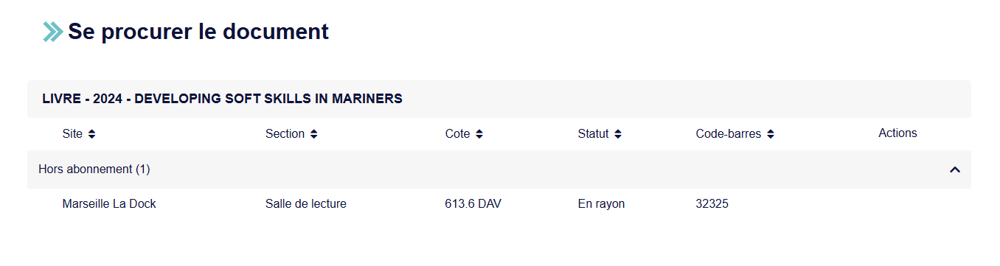 Se procurer le document
LIVRE - 2024 - DEVELOPING SOFT SKILLS IN MARINERS
Site Section Cote Statut Code-barres Actions
Hors abonnement (1)
Marseille La Dock Salle de lecture 613.6 DAV En rayon 32325